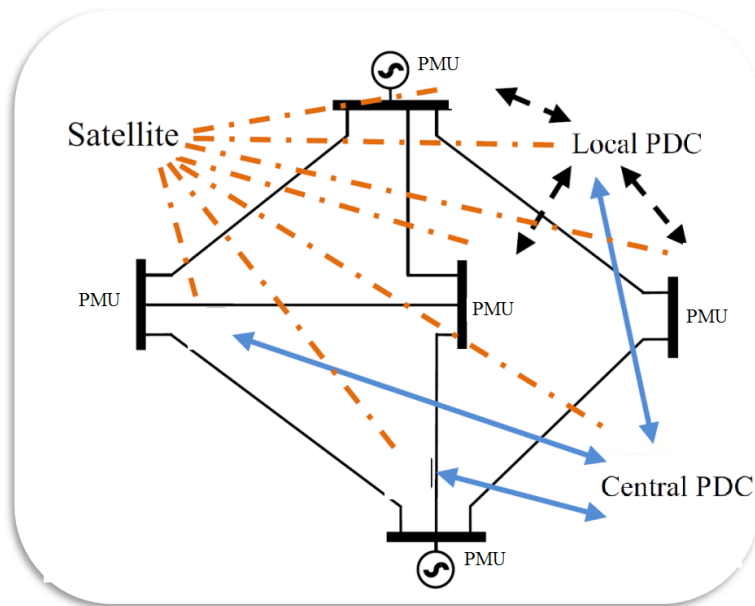 PMU
Satellite
Local PDC
PMU
PMU
PMU
Central PDC
PMU